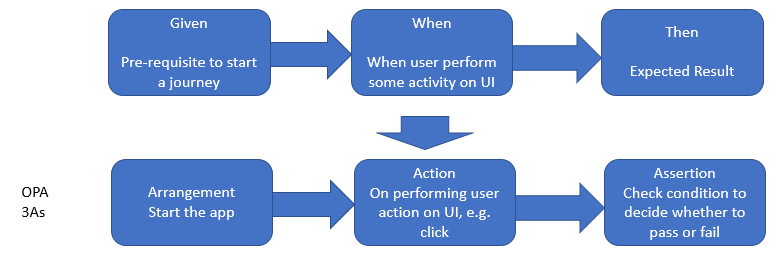 Given
Pre-requisite to start
a journey
When
When user perform
some activity on UI
Then
Expected Result
OPA
3As
Arrangement
Start the app
Action
On performing user
action on UI, e.g.
click
Assertion
Check condition to
decide whether to
pass or fail